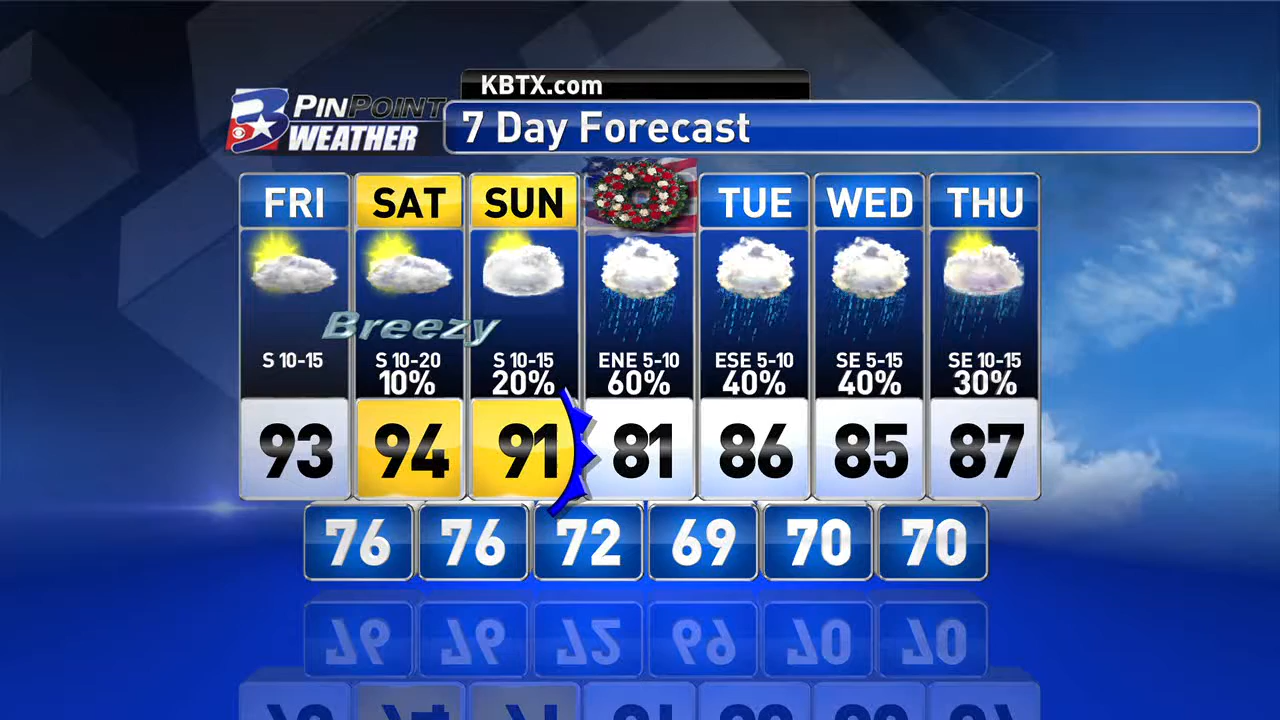 KBTX.com
PINPOINT
WEATHER
7 Day Forecast
FRI SAT SUN TUE WED THU
Breezy
S 10-15 S 10-20 S 10-15 ENE 5-10 ESE 5-10 SE 5-15 SE 10-15
10% 20% 60% 40% 40% 30%
93 94 91 81 86 85 87
76 76 72 69 70 70